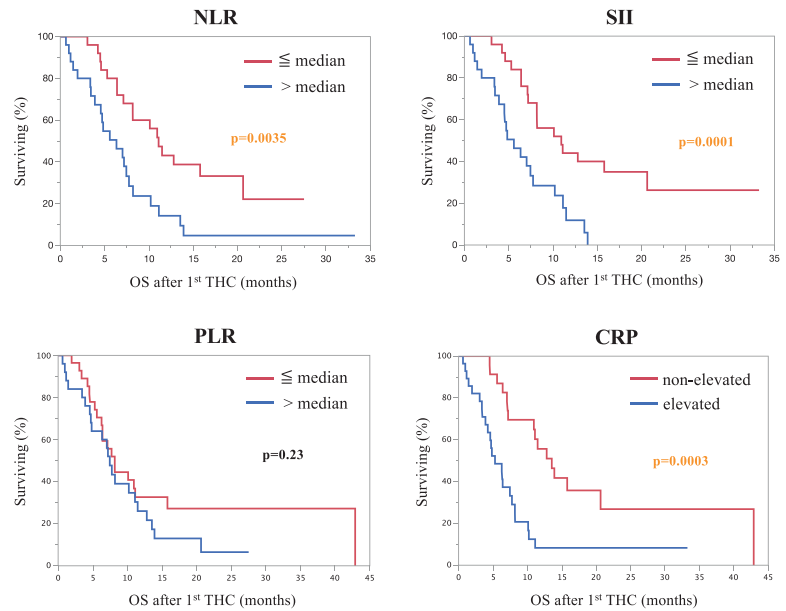 NLR
100
80
60
40
20
0
Surviving (%)
≦ median
> median
p=0.0035
0 5 10 15 20 25 30 35
OS after 1st THC (months)
SII
100
80
60
40
20
0
Surviving (%)
≦ median
> median
p=0.0001
0 5 10 15 20 25 30 35
OS after 1st THC (months)
PLR
100
80
60
40
20
0
Surviving (%)
≦ median
> median
p=0.23
0 5 10 15 20 25 30 35 40 45
OS after 1st THC (months)
CRP
100
80
60
40
20
0
Surviving (%)
non-elevated
elevated
p=0.0003
0 5 10 15 20 25 30 35 40 45
OS after 1st THC (months)